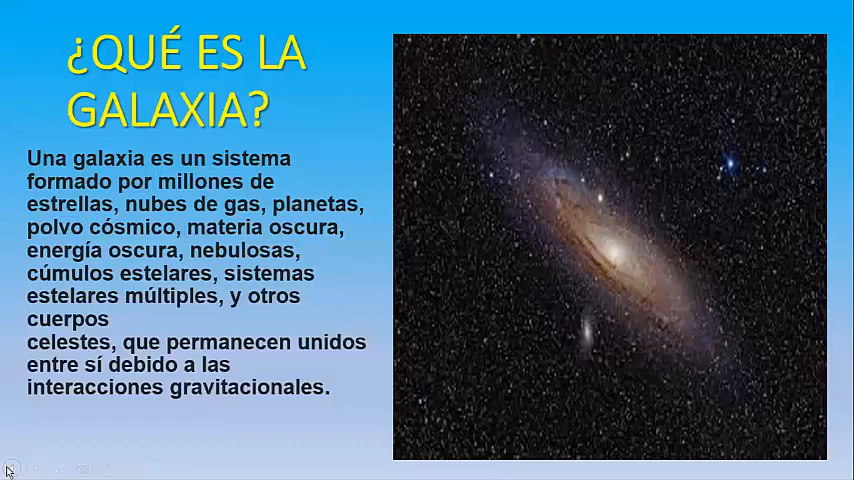 ¿QUÉ ES LA
GALAXIA?
Una galaxia es un sistema
formado por millones de
estrellas, nubes de gas, planetas,
polvo cósmico, materia oscura,
energía oscura, nebulosas,
cúmulos estelares, sistemas
estelares múltiples, y otros
cuerpos
celestes, que permanecen unidos
entre sí debido a las
interacciones gravitacionales.